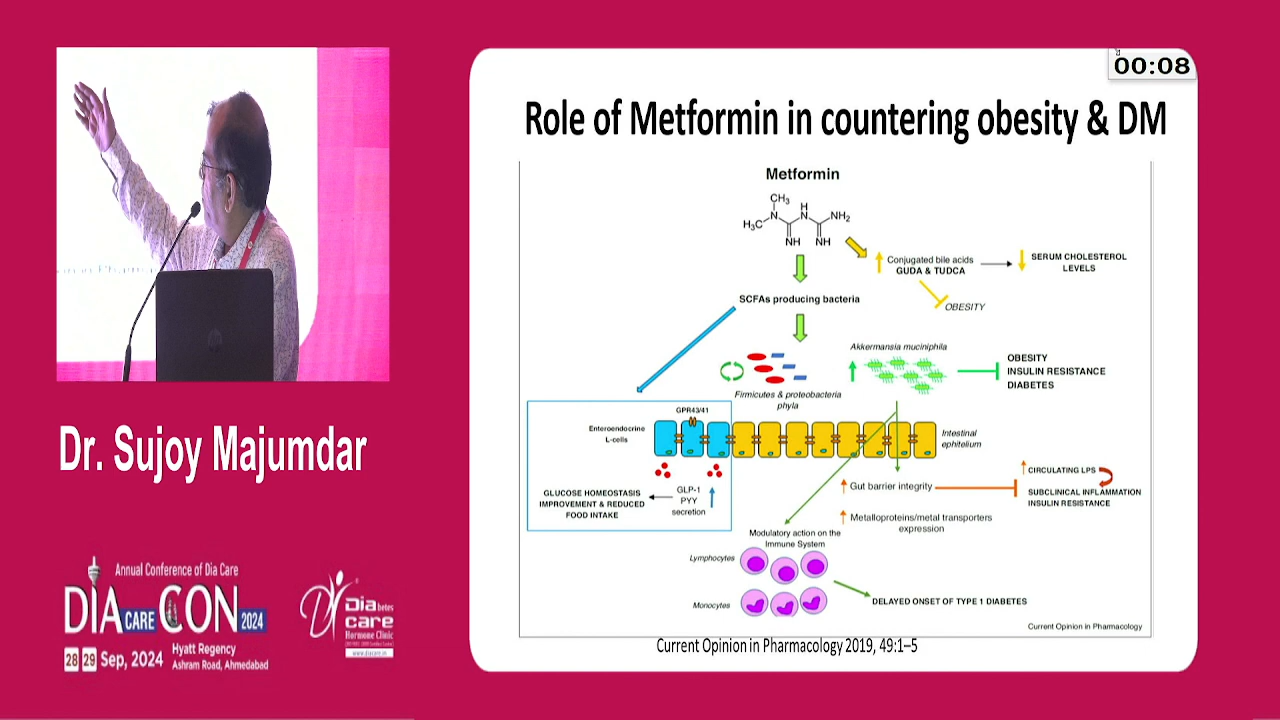 00:08
Role of Metformin in countering obesity & DM
Metformin
CH3
H3C
N
H
N
NH2
NH
NH
Conjugated bile acids
GUDA & TUDCA
SERUM CHOLESTEROL
LEVELS
OBESITY
SCFAs producing bacteria
Akkermansia muciniphila
OBESITY
INSULIN RESISTANCE
DIABETES
Firmicutes & proteobacteria
phyla
GPR43/41
Enteroendocrine
L-cells
Intestinal
ephitelium
GLUCOSE HOMEOSTASIS
IMPROVEMENT & REDUCED
FOOD INTAKE
GLP-1
PYY
secretion
Gut barrier integrity
CIRCULATING LPS
SUBCLINICAL INFLAMMATION
INSULIN RESISTANCE
Metalloproteins/metal transporters
expression
Modulatory action on the
Immune System
Lymphocytes
Monocytes
DELAYED ONSET OF TYPE 1 DIABETES
Current Opinion in Pharmacology
Current Opinion in Pharmacology 2019, 49:1–5
Dr. Sujoy Majumdar
Annual Conference of Dia Care
DIA CARE CON 2024
28 29 Sep, 2024
Hyatt Regency
Ashram Road, Ahmedabad
Diabetes
care
Hormone Clinic
www.diacare.in